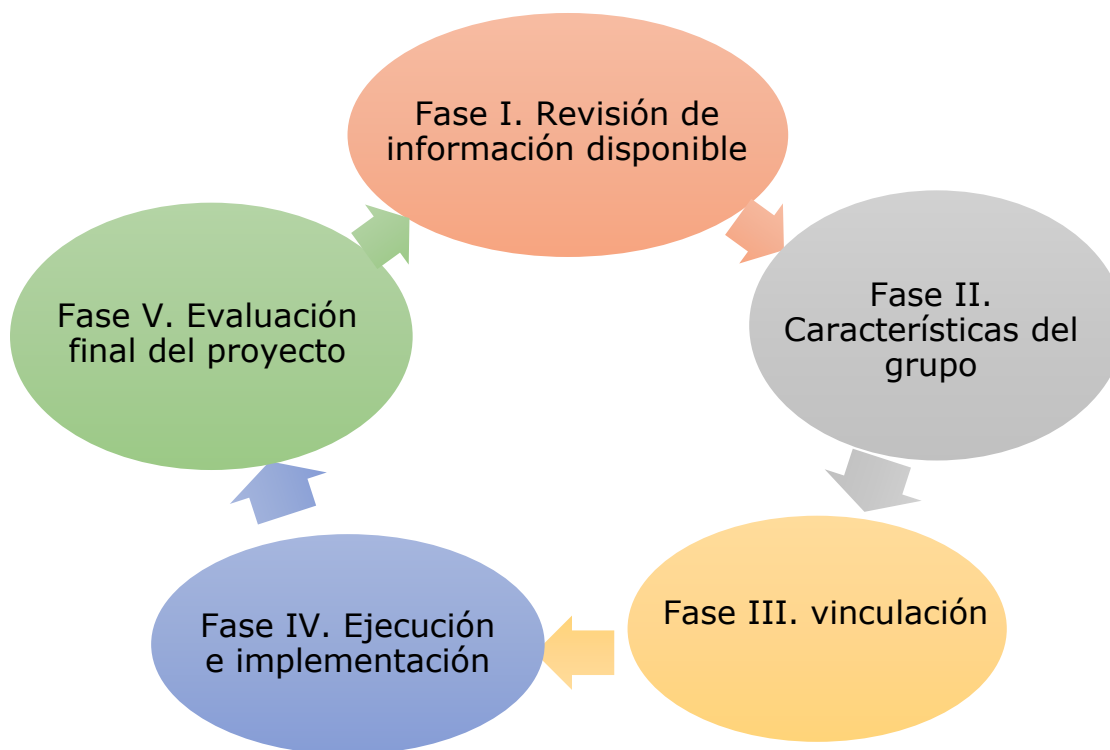 Fase I. Revisión de
información disponible
Fase II.
Características del
grupo
Fase III. vinculación
Fase IV. Ejecución
e implementación
Fase V. Evaluación
final del proyecto